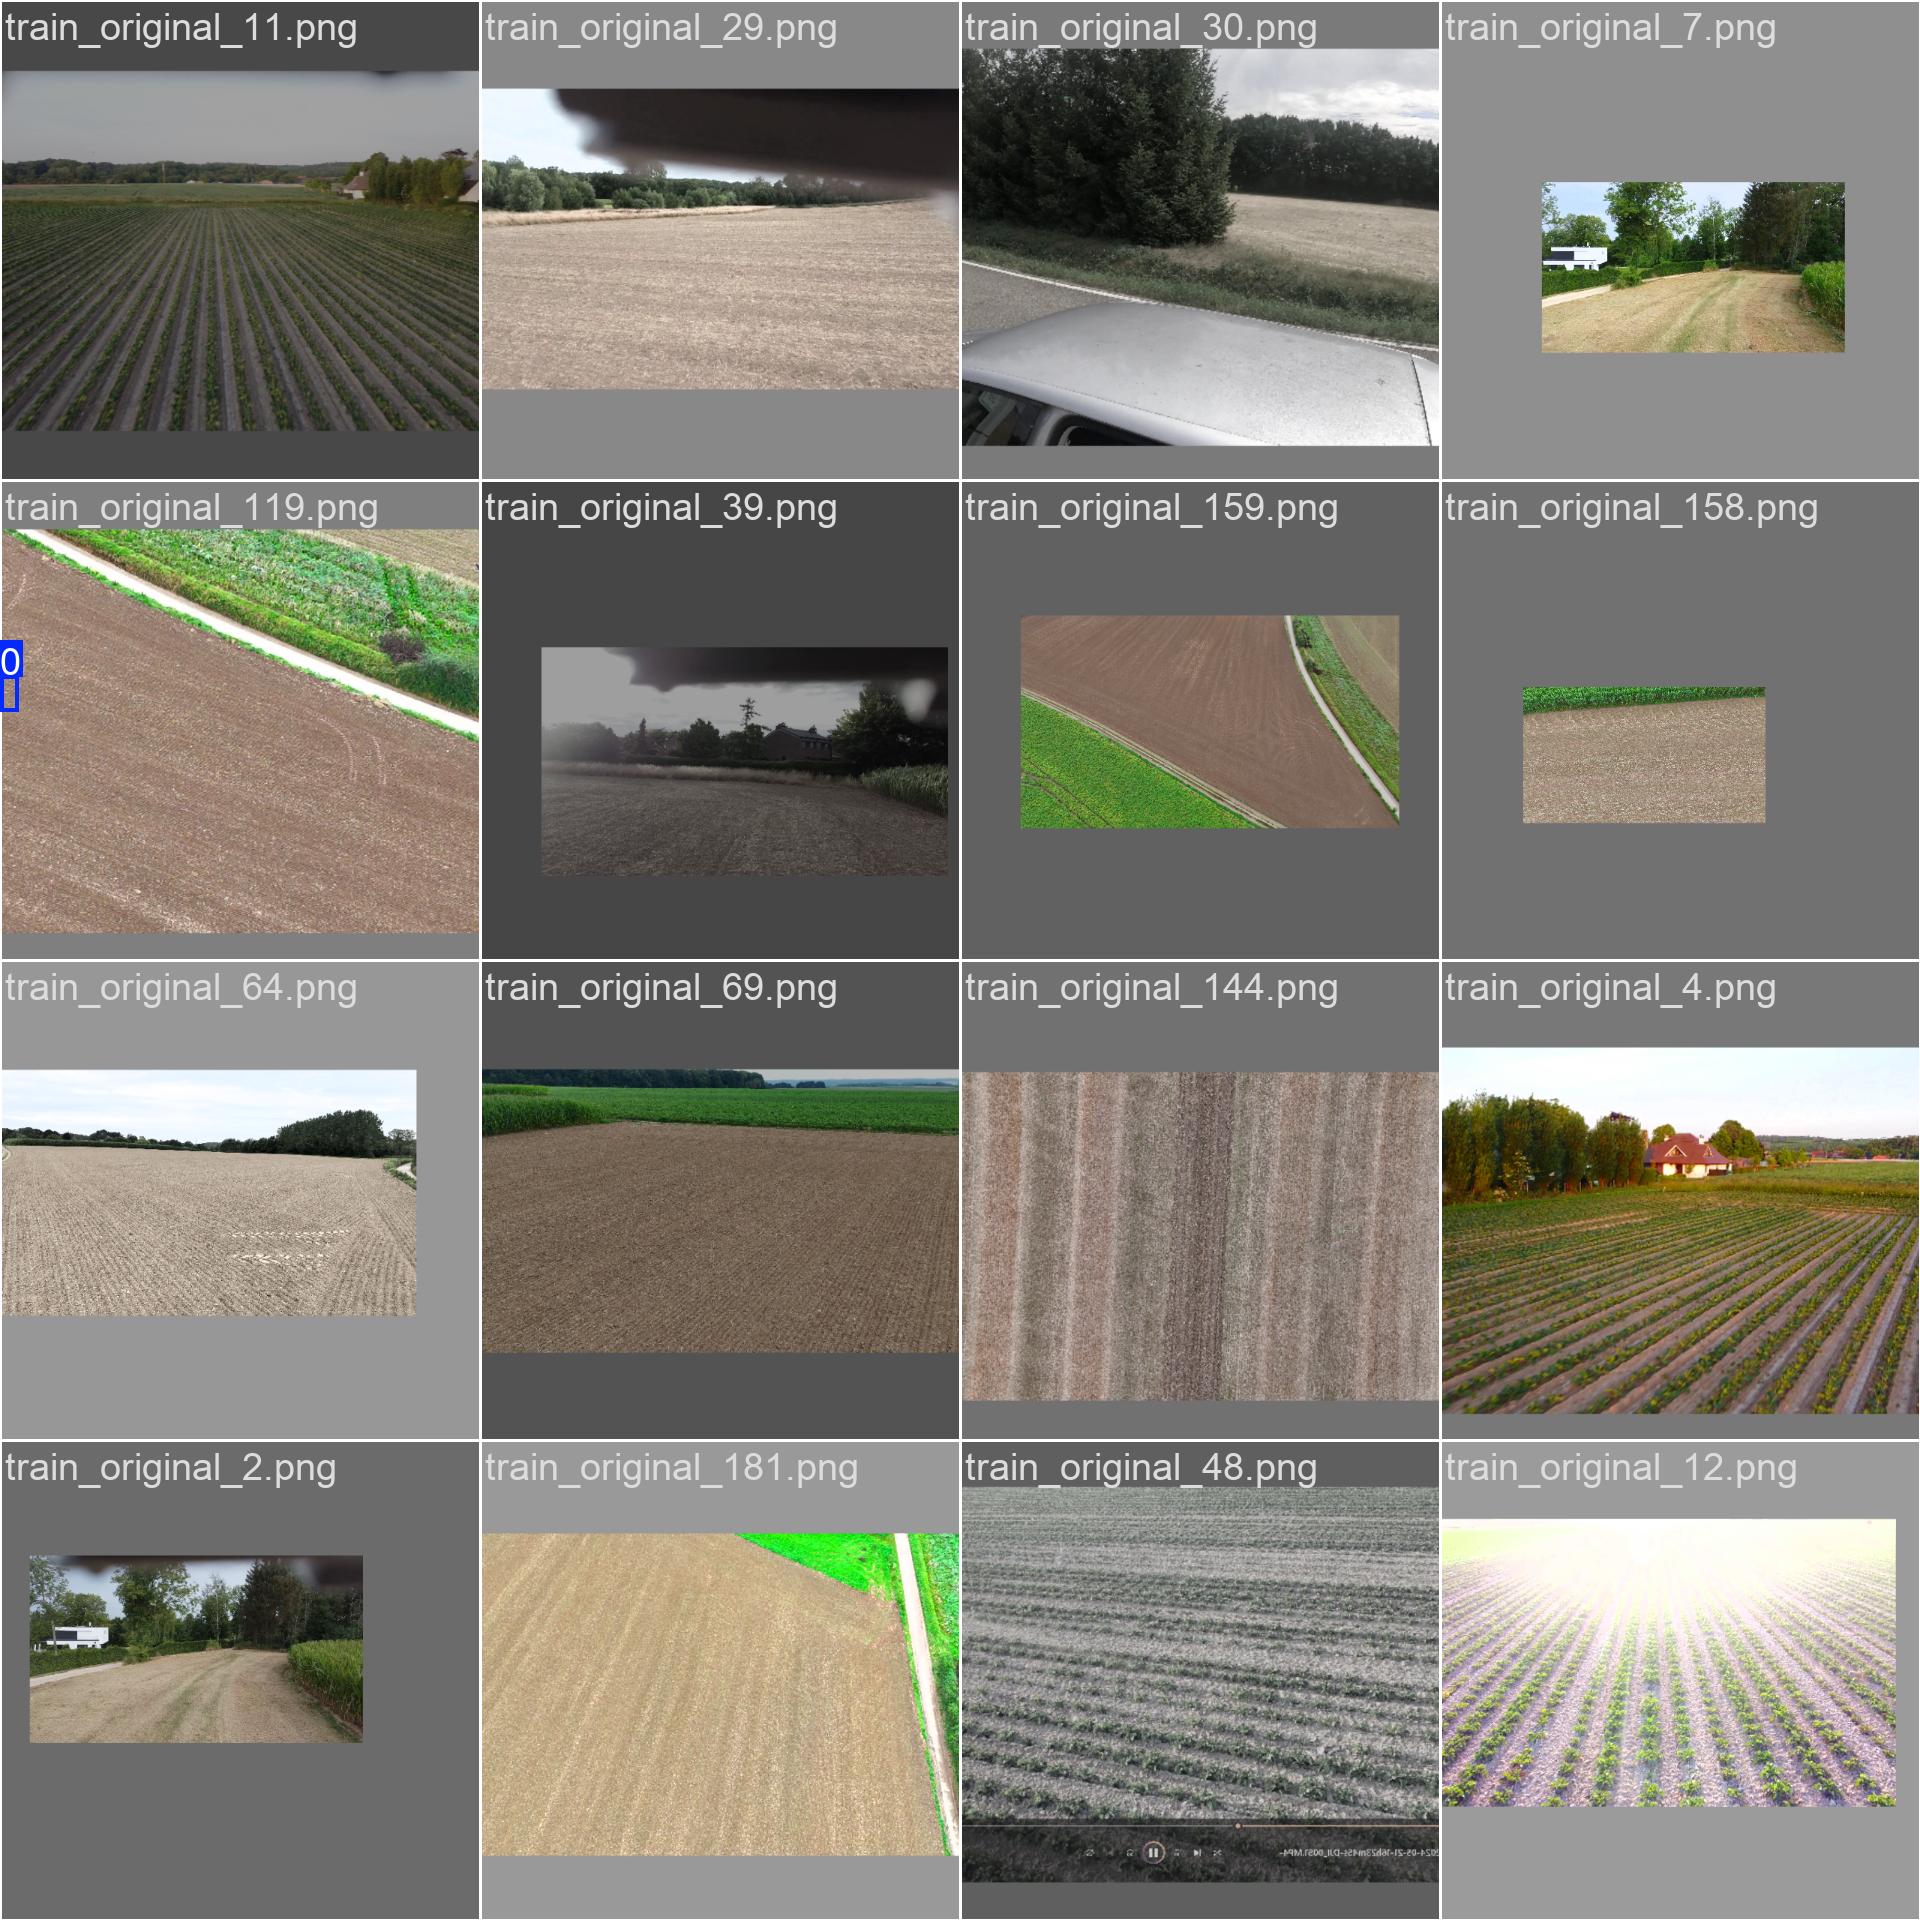 train_original_11.png
train_original_29.png
train_original_30.png
train_original_7.png
train_original_119.png
train_original_39.png
train_original_159.png
train_original_158.png
0
train_original_64.png
train_original_69.png
train_original_144.png
train_original_4.png
train_original_2.png
train_original_181.png
train_original_48.png
train_original_12.png